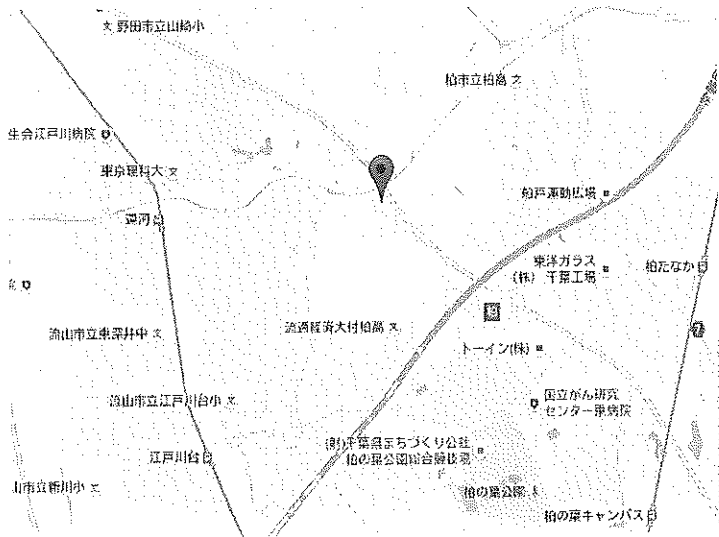 野田市立山崎小
柏市立柏高
生会江戸川病院
東京理科大
運河
船戸運動広場
東洋ガラス
(株) 千葉工場
柏たなか
流山市立東深井中
流通経済大付柏高
トーイン(株)
国立がん研究
センター東病院
流山市立江戸川台小
(財)千葉県まちづくり公社
柏の葉公園総合競技場
江戸川台
山市立新川小
柏の葉公園
柏の葉キャンパス